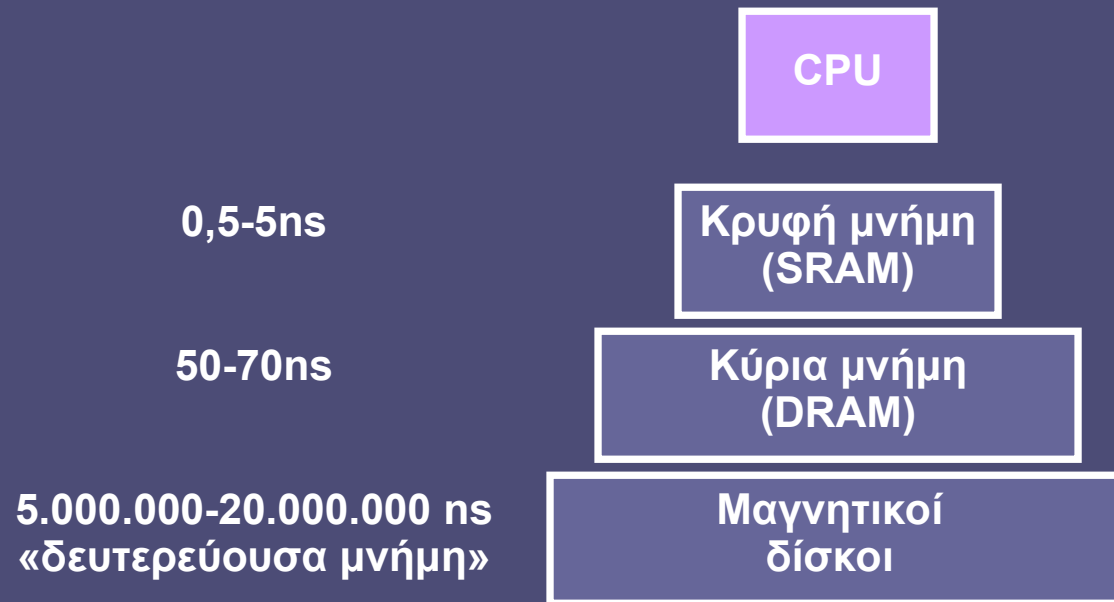 CPU
0,5-5ns
Κρυφή μνήμη
(SRAM)
50-70ns
Κύρια μνήμη
(DRAM)
5.000.000-20.000.000 ns
«δευτερεύουσα μνήμη»
Μαγνητικοί
δίσκοι